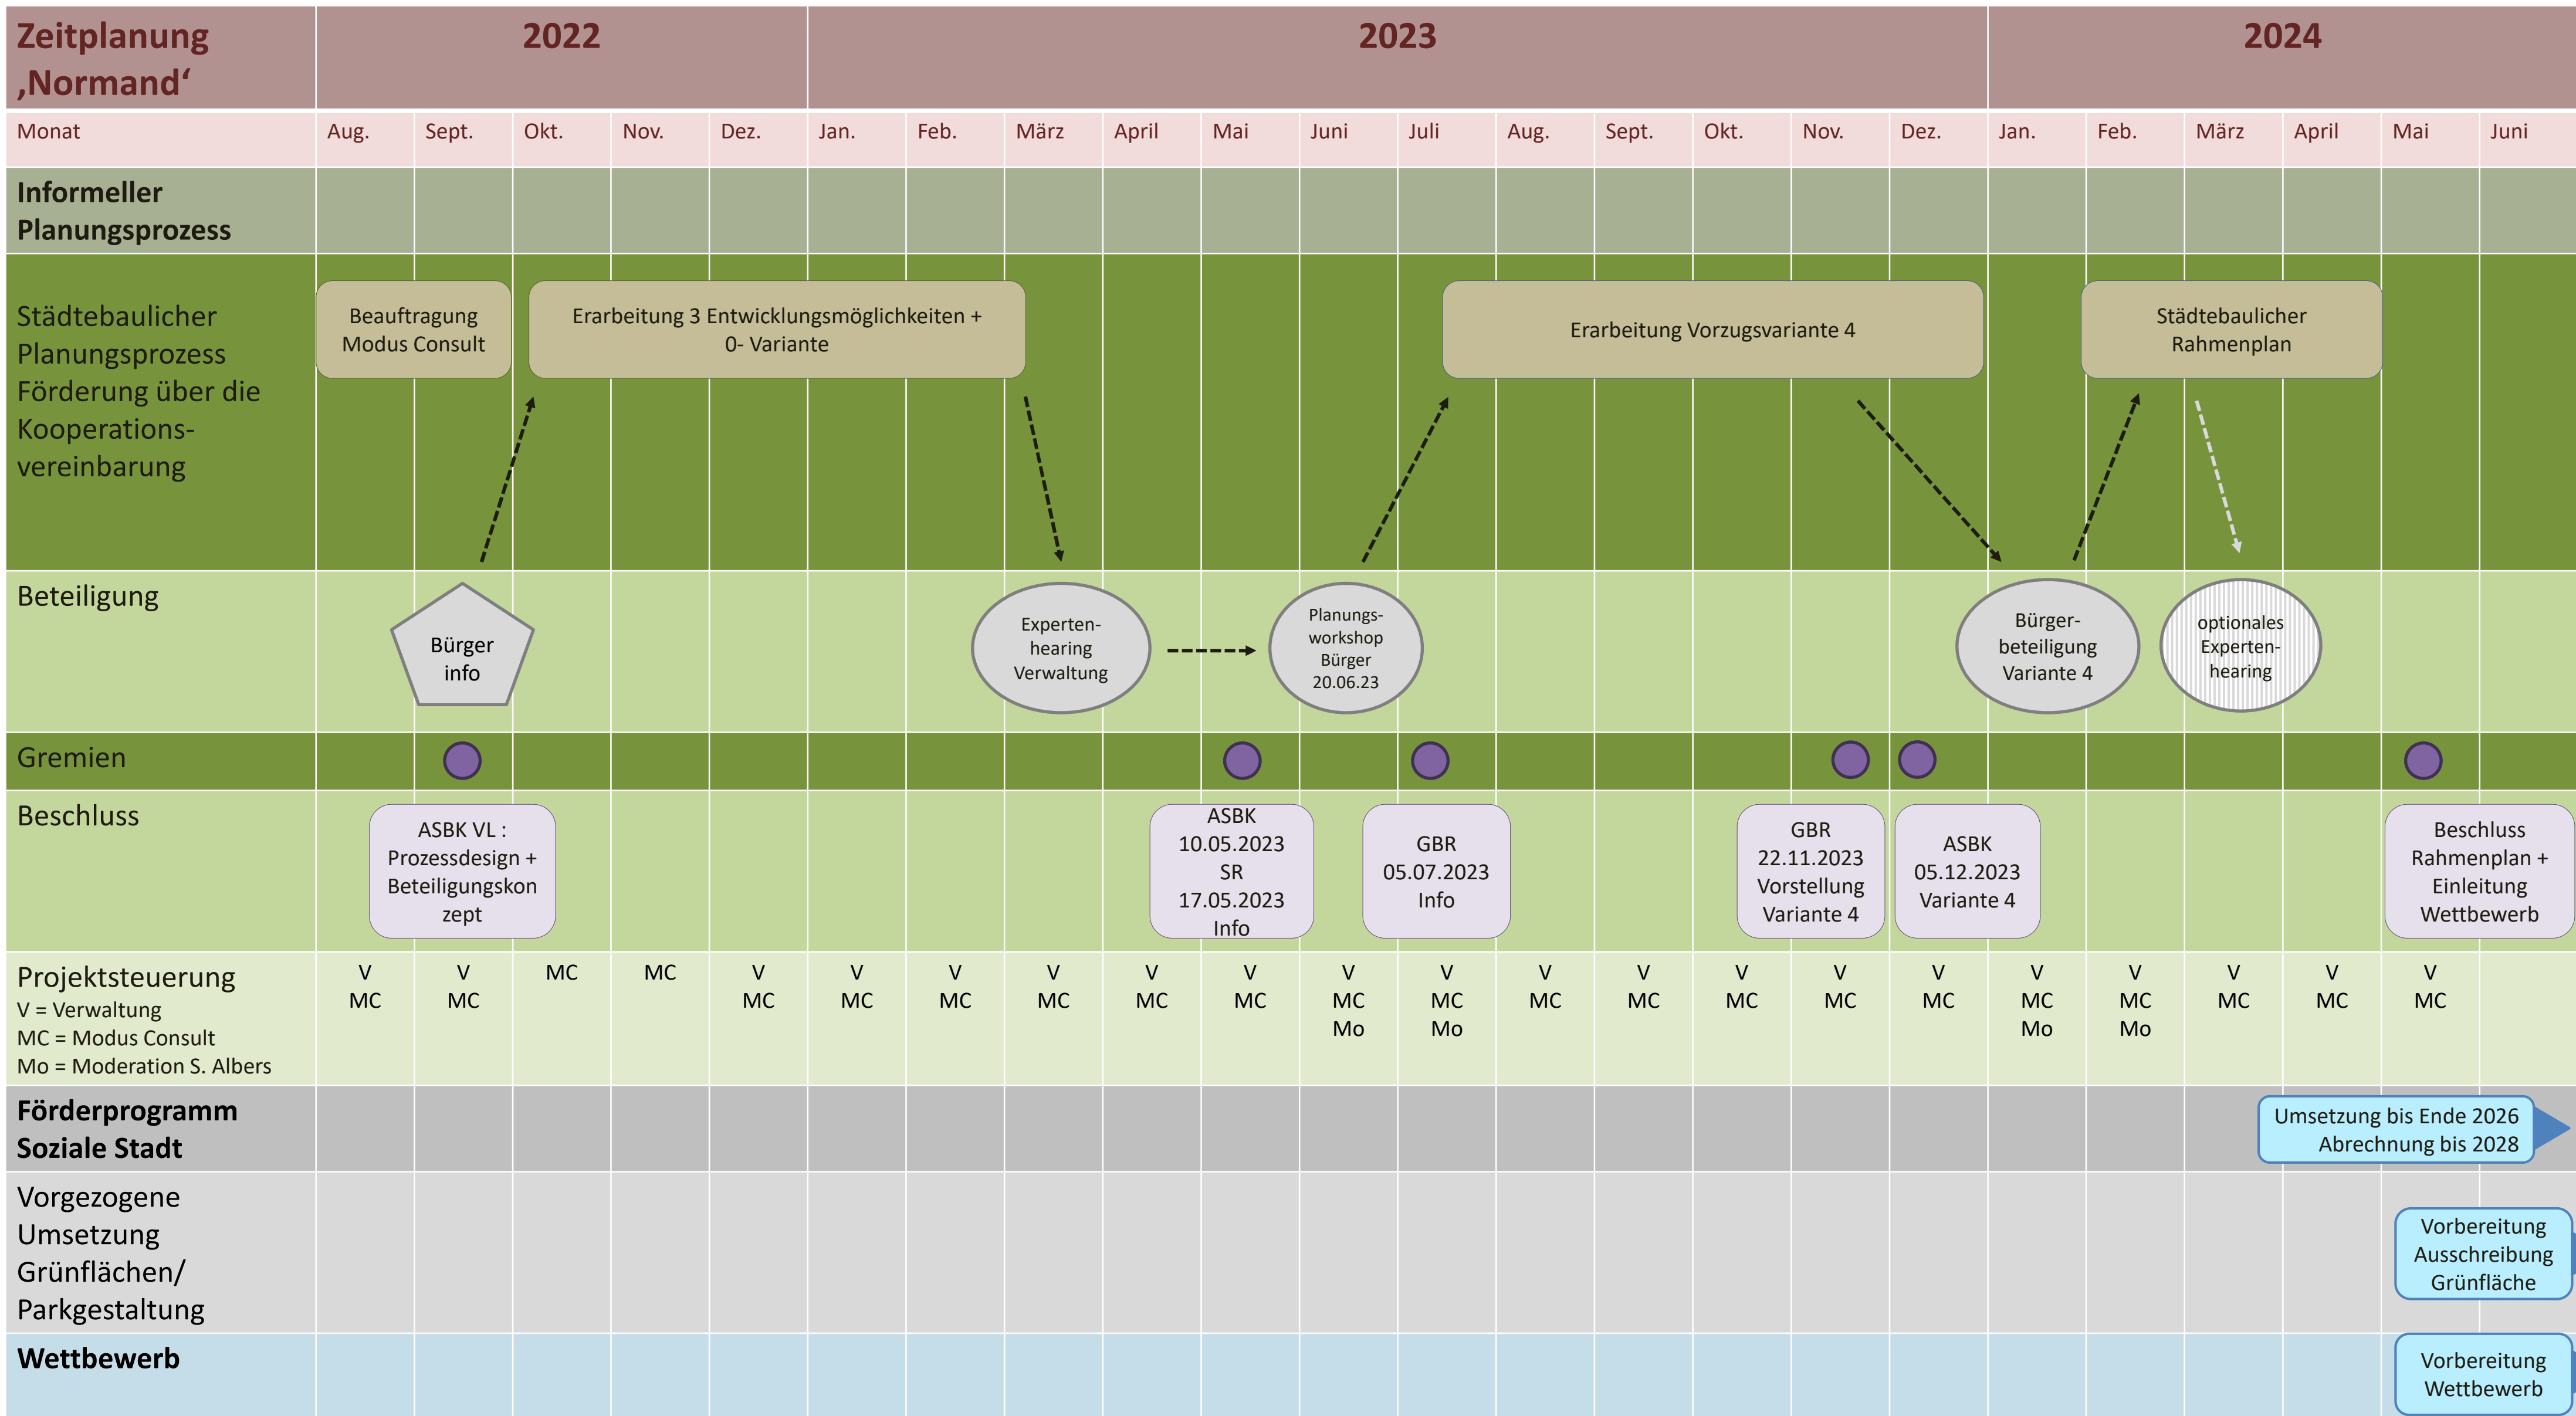 Zeitplanung
‚Normand‘
2022
2023
2024
Monat
Aug.
Sept.
Okt.
Nov.
Dez.
Jan.
Feb.
März
April
Mai
Juni
Juli
Aug.
Sept.
Okt.
Nov.
Dez.
Jan.
Feb.
März
April
Mai
Juni
Informeller
Planungsprozess
Städtebaulicher
Planungsprozess
Förderung über die
Kooperations-
vereinbarung
Beauftragung
Modus Consult
Erarbeitung 3 Entwicklungsmöglichkeiten +
0- Variante
Erarbeitung Vorzugsvariante 4
Städtebaulicher
Rahmenplan
Beteiligung
Bürger
info
Experten-
hearing
Verwaltung
Planungs-
workshop
Bürger
20.06.23
Bürger-
beteiligung
Variante 4
optionales
Experten-
hearing
Gremien
Beschluss
ASBK VL :
Prozessdesign +
Beteiligungskon
zept
ASBK
10.05.2023
SR
17.05.2023
Info
GBR
05.07.2023
Info
GBR
22.11.2023
Vorstellung
Variante 4
ASBK
05.12.2023
Variante 4
Beschluss
Rahmenplan +
Einleitung
Wettbewerb
Projektsteuerung
V = Verwaltung
MC = Modus Consult
Mo = Moderation S. Albers
V
MC
V
MC
MC
MC
V
MC
V
MC
V
MC
V
MC
V
MC
V
MC
V
MC
Mo
V
MC
Mo
V
MC
V
MC
V
MC
V
MC
V
MC
V
MC
Mo
V
MC
Mo
V
MC
V
MC
V
MC
Förderprogramm
Soziale Stadt
Umsetzung bis Ende 2026
Abrechnung bis 2028
Vorgezogene
Umsetzung
Grünflächen/
Parkgestaltung
Vorbereitung
Ausschreibung
Grünfläche
Wettbewerb
Vorbereitung
Wettbewerb